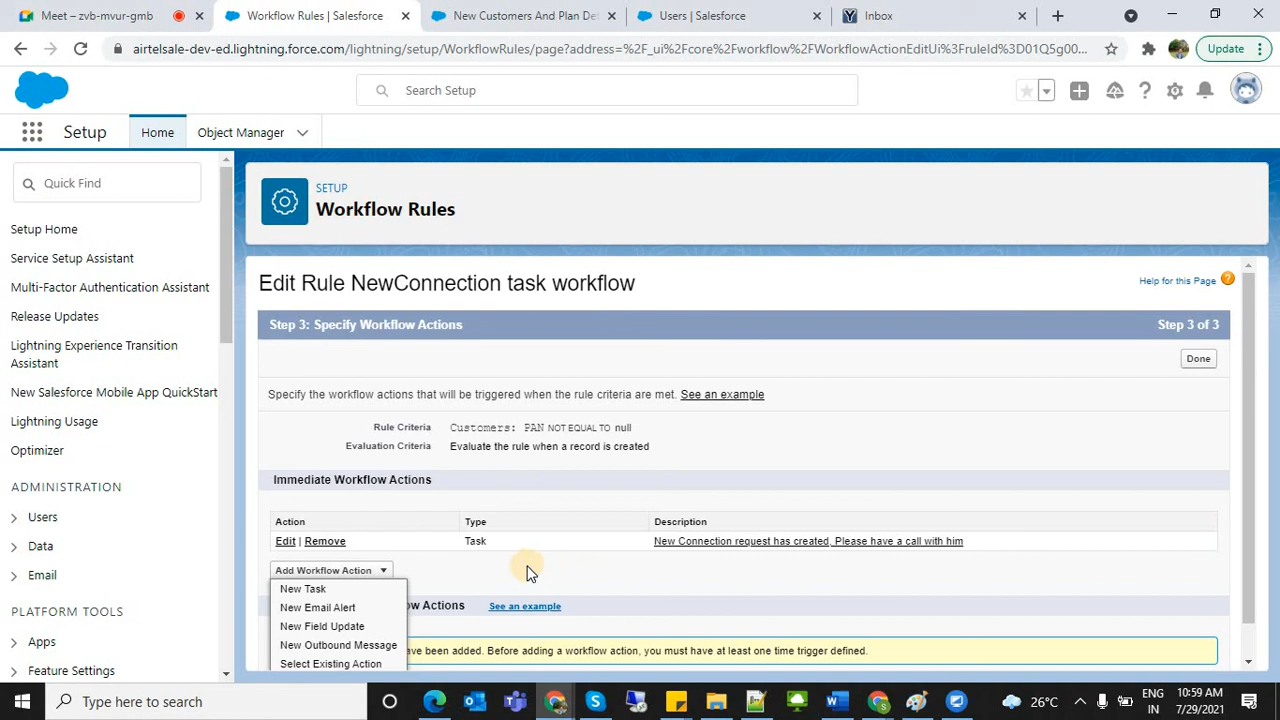 Meet – zvb-mvur-gmb
Workflow Rules | Salesforce
New Customers And Plan De
Users | Salesforce
Inbox
airtelsale-dev-ed.lightning.force.com/lightning/setup/WorkflowRules/page?address=%2F_ui%2Fcore%2Fworkflow%2FWorkflowActionEditUi%3FruleId%3D01Q5g00...
Update
Search Setup
Setup
Home
Object Manager
Quick Find
Setup Home
Service Setup Assistant
Multi-Factor Authentication Assistant
Release Updates
Lightning Experience Transition
Assistant
New Salesforce Mobile App QuickStart
Lightning Usage
Optimizer
ADMINISTRATION
Users
Data
Email
PLATFORM TOOLS
Apps
Feature Settings
SETUP
Workflow Rules
Edit Rule NewConnection task workflow
Help for this Page
Step 3: Specify Workflow Actions
Step 3 of 3
Done
Specify the workflow actions that will be triggered when the rule criteria are met. See an example
Rule Criteria Customers: PAN NOT EQUAL TO null
Evaluation Criteria Evaluate the rule when a record is created
Immediate Workflow Actions
Action Type Description
Edit | Remove Task New Connection request has created, Please have a call with him
Add Workflow Action
New Task
New Email Alert
New Field Update
New Outbound Message
Select Existing Action
ow Actions See an example
ave been added. Before adding a workflow action, you must have at least one time trigger defined.
Type here to search
26°C
ENG
IN
10:59 AM
7/29/2021